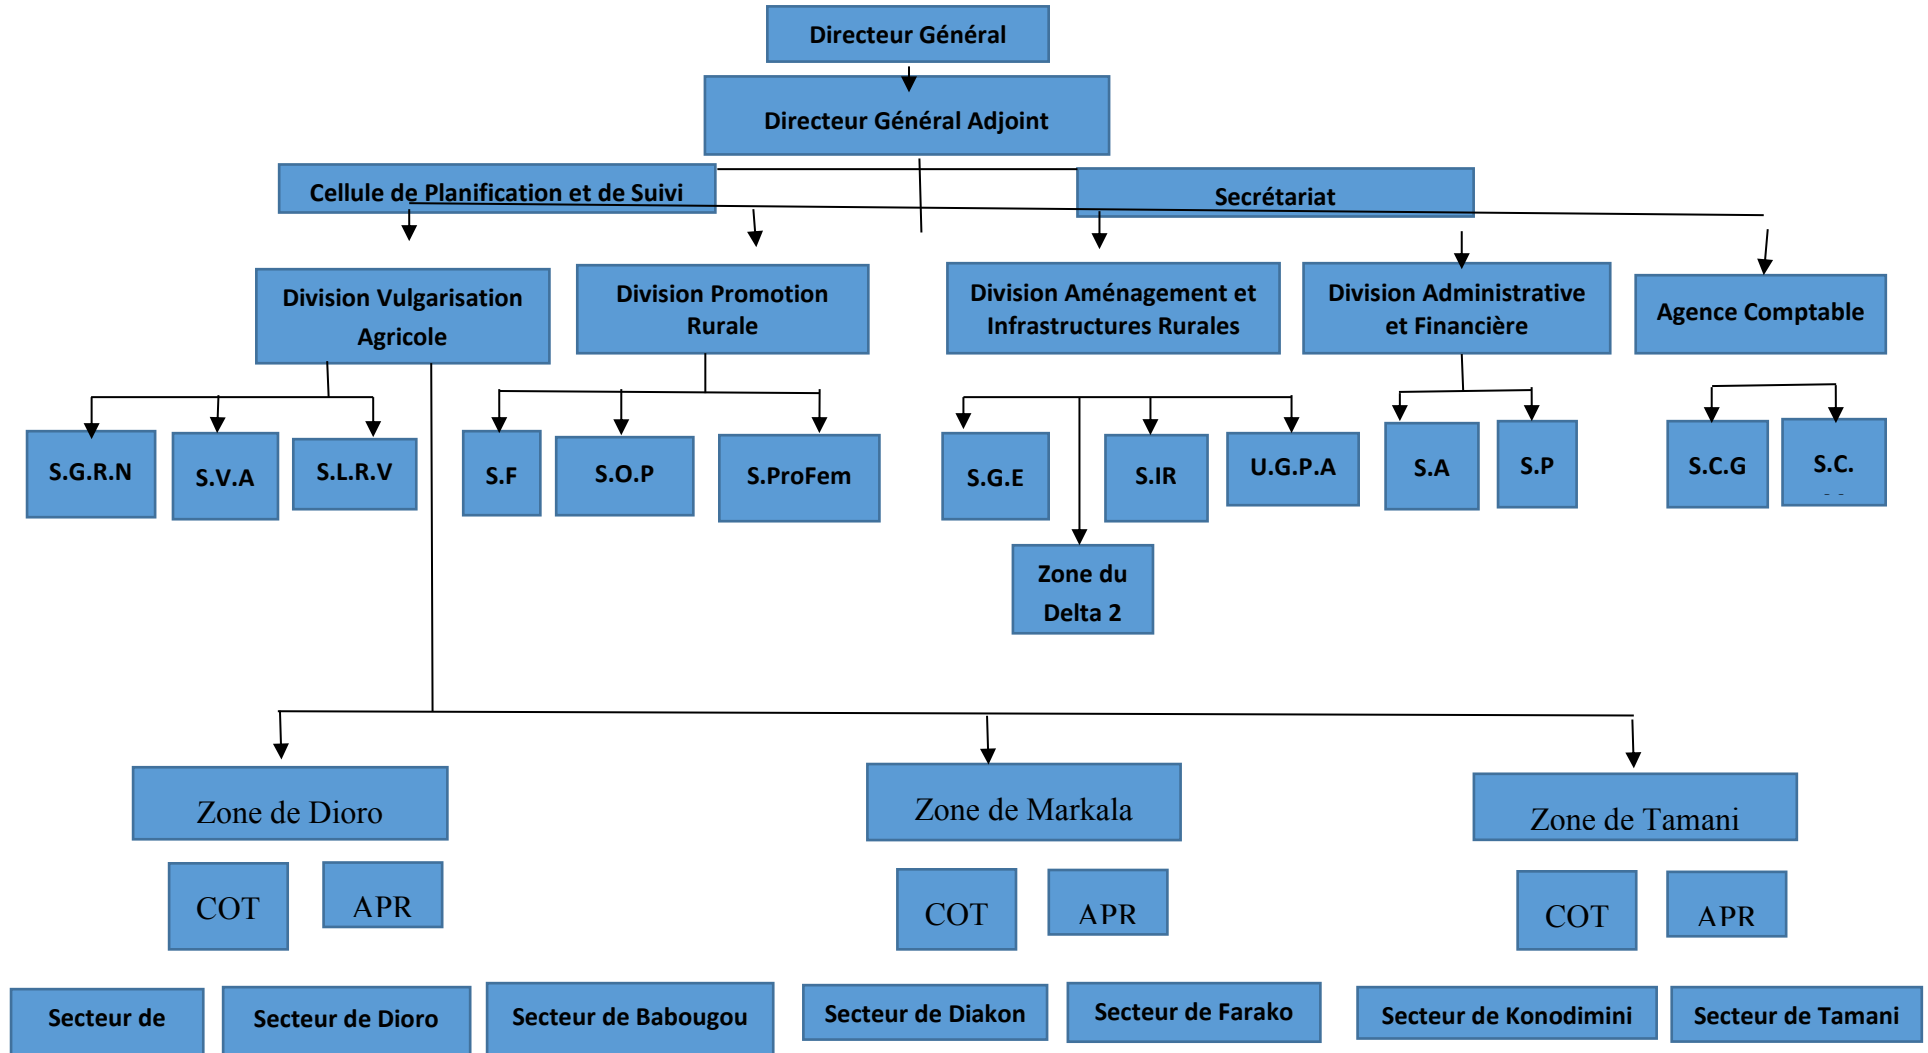 Directeur Général
Directeur Général Adjoint
Cellule de Planification et de Suivi
Secrétariat
Division Vulgarisation
Agricole
Division Promotion
Rurale
Division Aménagement et
Infrastructures Rurales
Division Administrative
et Financière
Agence Comptable
S.G.R.N
S.V.A
S.L.R.V
S.F
S.O.P
S.ProFem
S.G.E
S.IR
U.G.P.A
S.A
S.P
S.C.G
S.C.
Zone du
Delta 2
Zone de Dioro
Zone de Markala
Zone de Tamani
COT
APR
COT
APR
COT
APR
Secteur de
Secteur de Dioro
Secteur de Babougou
Secteur de Diakon
Secteur de Farako
Secteur de Konodimini
Secteur de Tamani